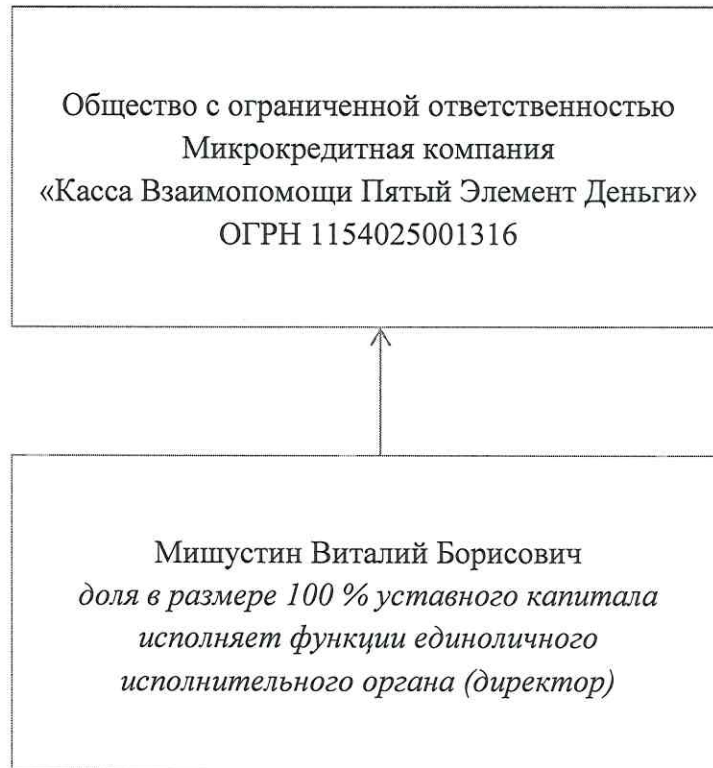 Общество с ограниченной ответственностью
Микрокредитная компания
«Касса Взаимопомощи Пятый Элемент Деньги»
ОГРН 1154025001316
Мишустин Виталий Борисович
доля в размере 100 % уставного капитала
исполняет функции единоличного
исполнительного органа (директор)